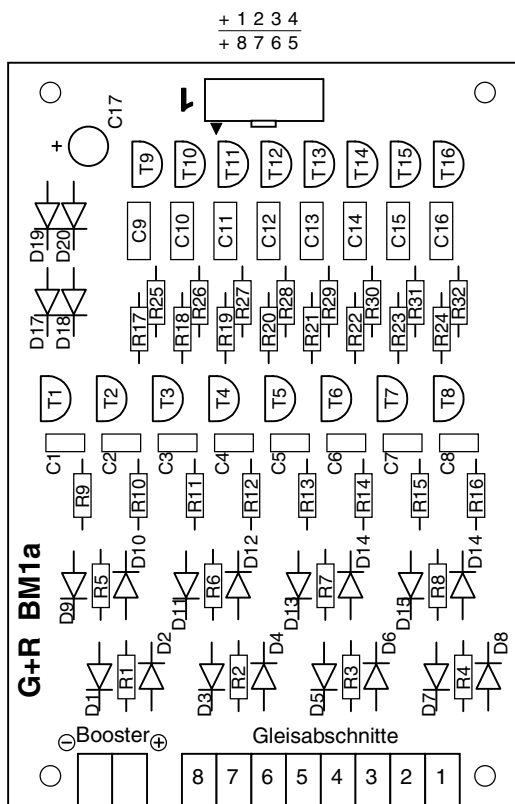 + 1 2 3 4
+ 8 7 6 5
1
C17
+
T9 T10 T11 T12 T13 T14 T15 T16
D19 D20
C9 C10 C11 C12 C13 C14 C15 C16
R25 R26 R27 R28 R29 R30 R31 R32
D17 D18
R17 R18 R19 R20 R21 R22 R23 R24
T1 T2 T3 T4 T5 T6 T7 T8
C1 C2 C3 C4 C5 C6 C7 C8
R9 R10 R11 R12 R13 R14 R15 R16
D10 D12 D14 D14
D9 R5 D11 R6 D13 R7 D15 R8
G+R BM1a
D2 D4 D6 D8
D1 R1 D3 R2 D5 R3 D7 R4
− Booster + Gleisabschnitte
8 7 6 5 4 3 2 1